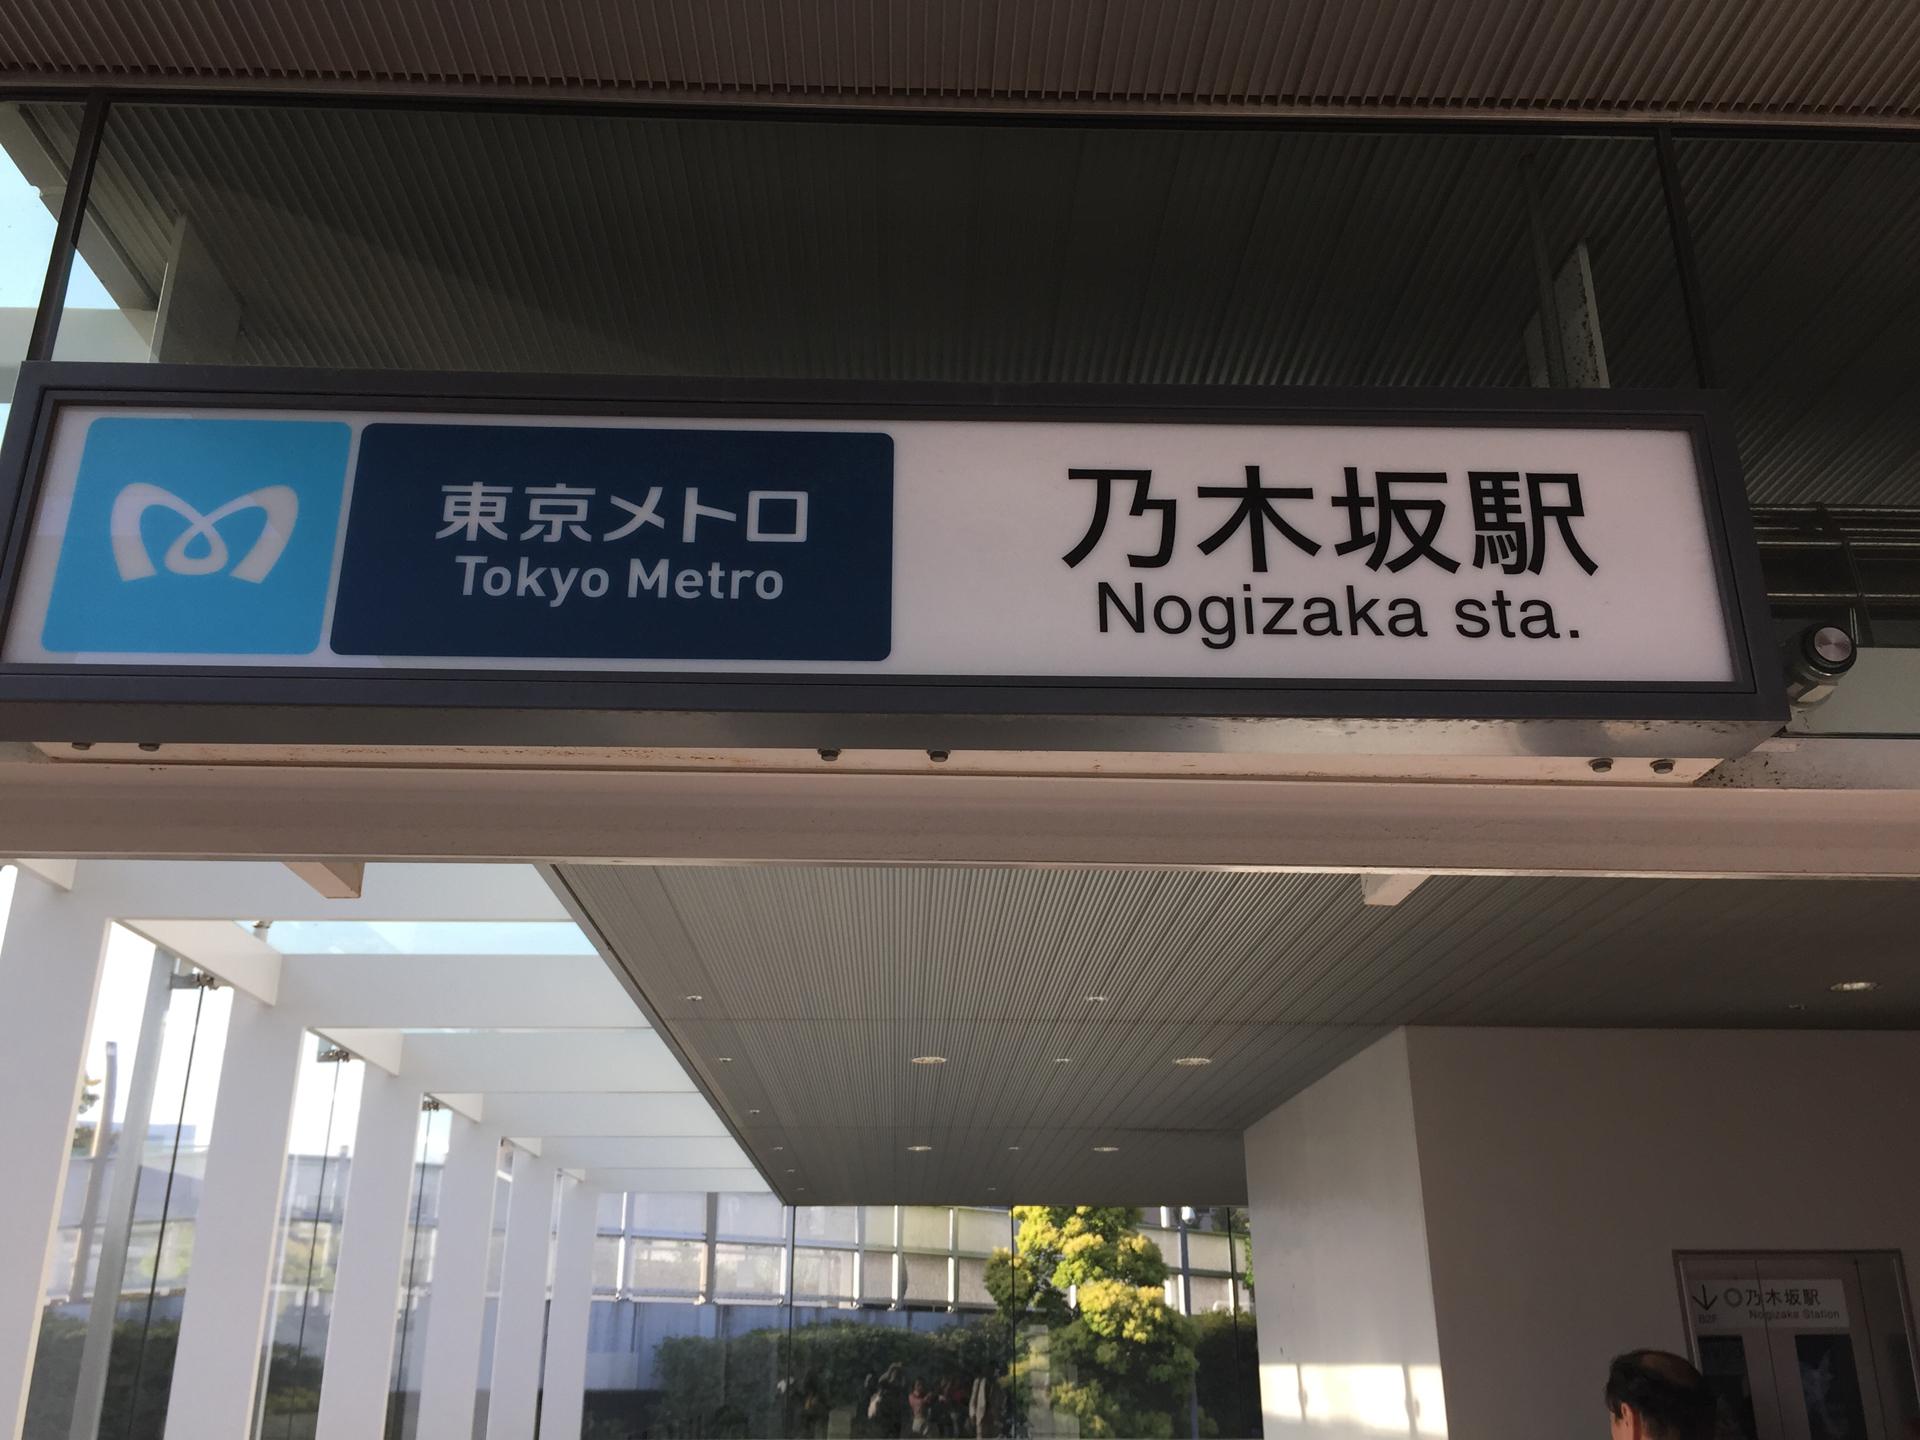 東京メトロ
Tokyo Metro
乃木坂駅
Nogizaka sta.
↓ 乃木坂駅
B2F Nogizaka Station